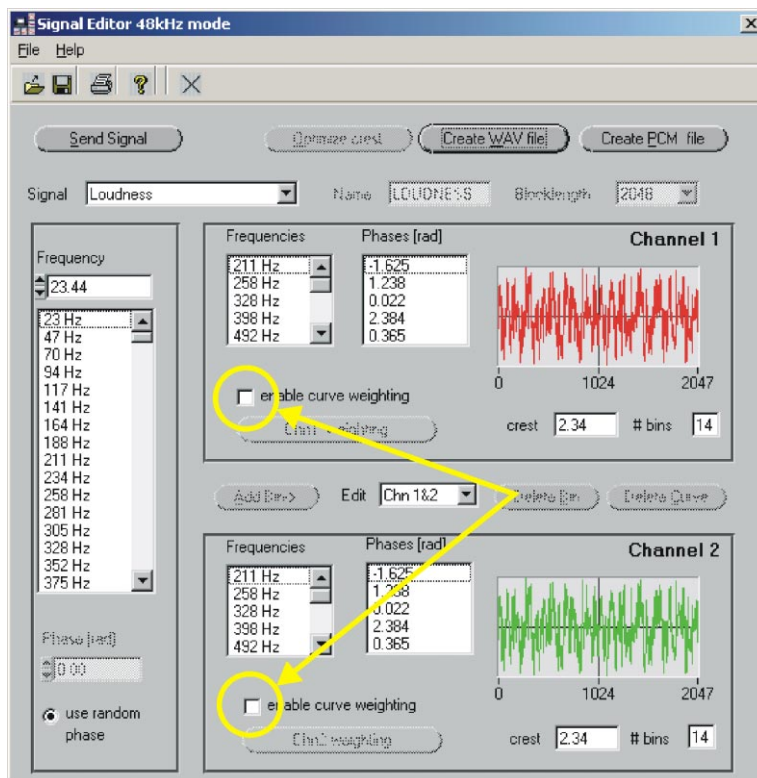 Signal Editor 48kHz mode
File Help
Send Signal
Optimize crest
Create WAV file
Create PCM file
Signal Loudness Name LOUDNESS Blocklength 2048
Frequency
23.44
23 Hz
47 Hz
70 Hz
94 Hz
117 Hz
141 Hz
164 Hz
188 Hz
211 Hz
234 Hz
258 Hz
281 Hz
305 Hz
328 Hz
352 Hz
375 Hz
Phase [rad]
0.00
use random
phase
Frequencies Phases [rad] Channel 1
211 Hz -1.625
258 Hz 1.238
328 Hz 0.022
398 Hz 2.384
492 Hz 0.365
0 1024 2047
enable curve weighting
Chn1 weighting
crest 2.34 # bins 14
Add Bin> Edit Chn 1&2 Delete Bin Delete Curve
Frequencies Phases [rad] Channel 2
211 Hz -1.625
258 Hz 1.238
328 Hz 0.022
398 Hz 2.384
492 Hz 0.365
0 1024 2047
enable curve weighting
Chn2 weighting
crest 2.34 # bins 14